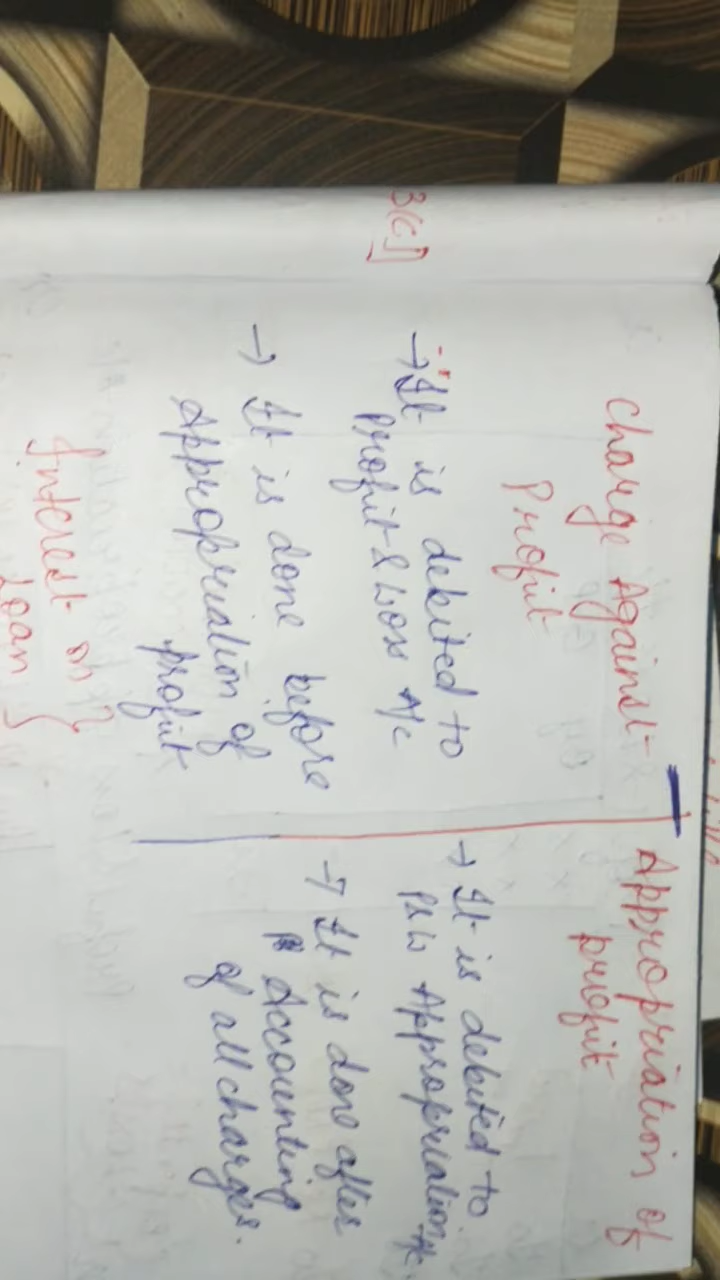 3(c)]
Charge Against
Profit
→ It is debited to
Profit & Loss A/c
→ It is done before
Appropriation of
profit
Interest on }
Loan
Appropriation of
profit
→ It is debited to
P&L Appropriation A/c.
→ It is done after
Accounting
of all charges.